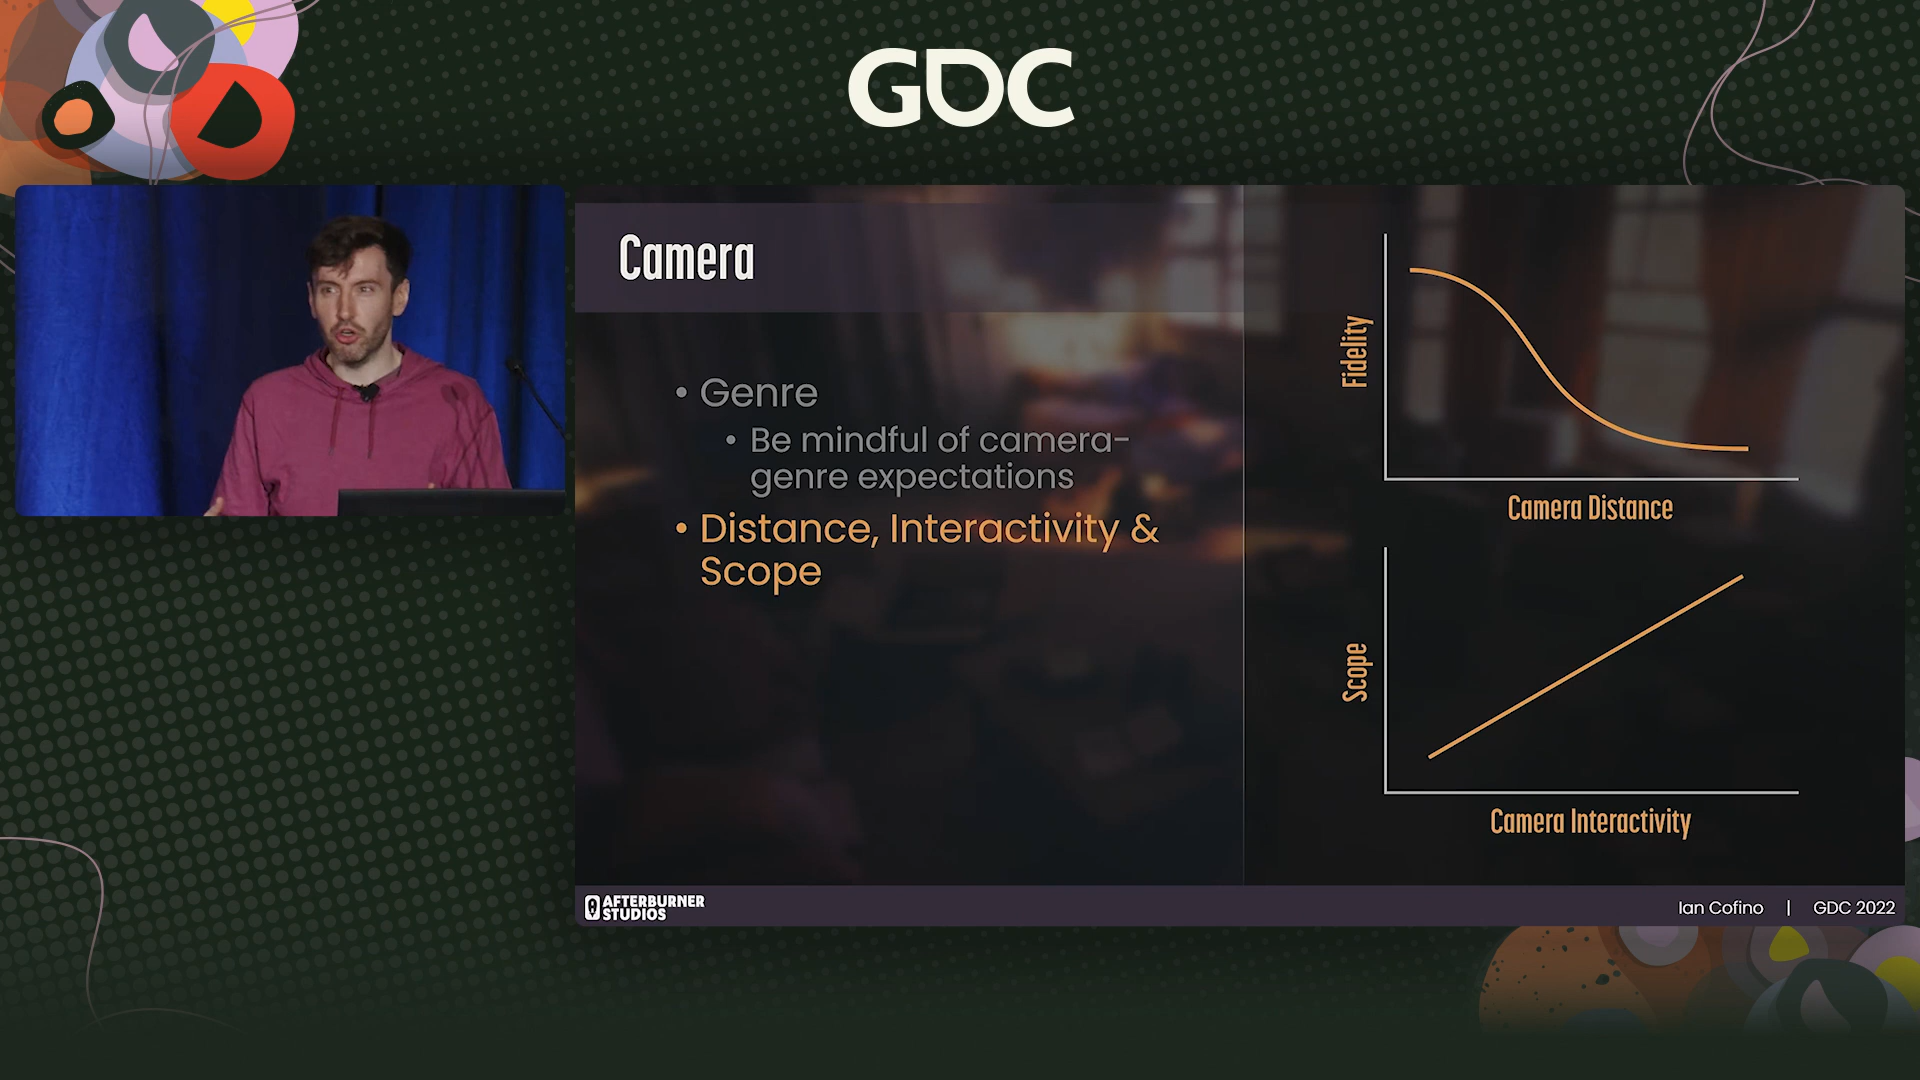 GDC
Camera
• Genre
• Be mindful of camera-
genre expectations
• Distance, Interactivity &
Scope
Fidelity
Camera Distance
Scope
Camera Interactivity
AFTERBURNER
STUDIOS
Ian Cofino | GDC 2022